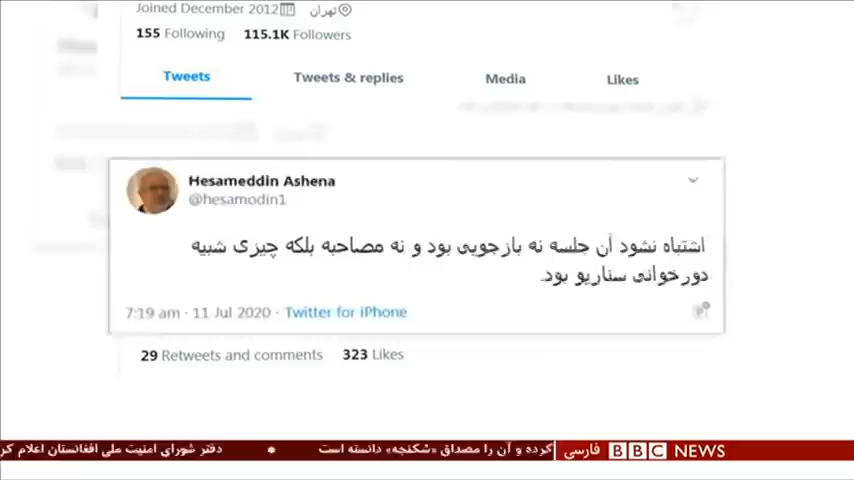 Joined December 2012 تهران
155 Following 115.1K Followers
Tweets Tweets & replies Media Likes
Hesameddin Ashena
@hesamodin1
اشتباه نشود آن جلسه نه بازجویی بود و نه مصاحبه بلکه چیزی شبیه
دورخوانی سناریو بود.
7:19 am · 11 Jul 2020 · Twitter for iPhone
29 Retweets and comments 323 Likes
کرده و آن را مصداق «شکنجه» دانسته است * دفتر شورای امنیت ملی افغانستان اعلام کر
فارسی BBC NEWS